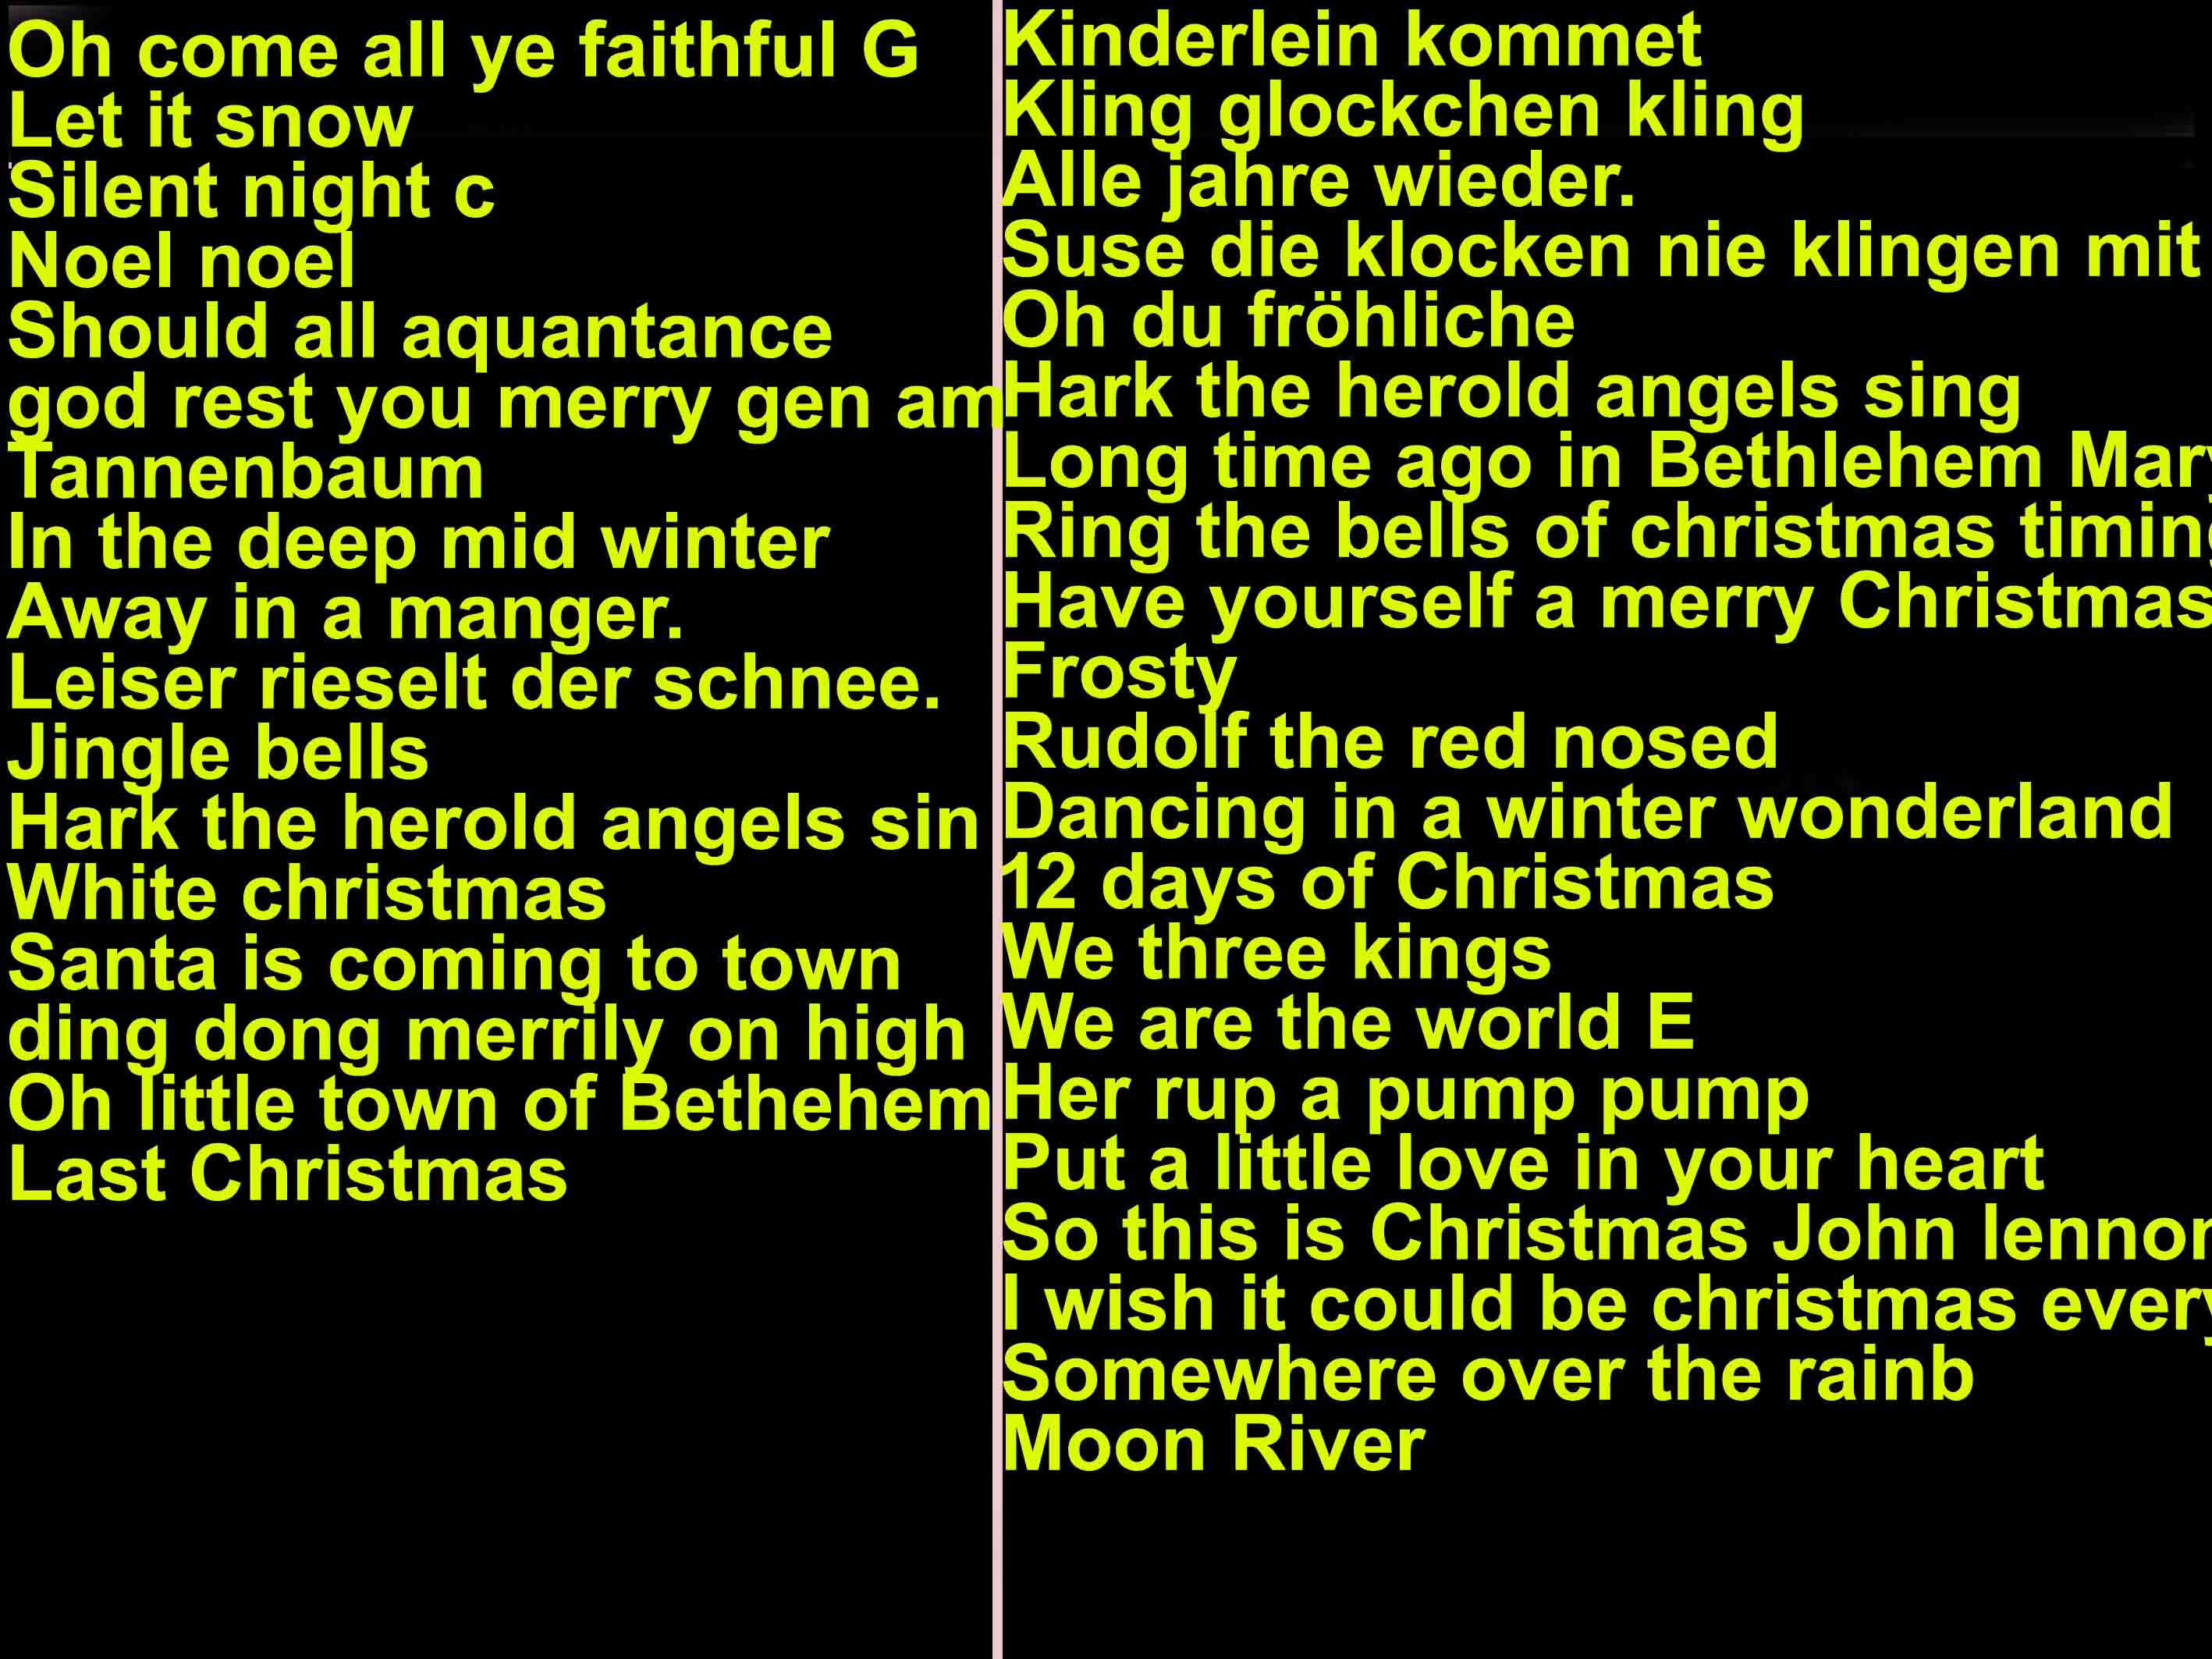 Oh come all ye faithful G
Let it snow
Silent night c
Noel noel
Should all aquantance
god rest you merry gen am
Tannenbaum
In the deep mid winter
Away in a manger.
Leiser rieselt der schnee.
Jingle bells
Hark the herold angels sin
White christmas
Santa is coming to town
ding dong merrily on high
Oh little town of Bethehem
Last Christmas
Kinderlein kommet
Kling glockchen kling
Alle jahre wieder.
Suse die klocken nie klingen mit
Oh du fröhliche
Hark the herold angels sing
Long time ago in Bethlehem Mary
Ring the bells of christmas timing
Have yourself a merry Christmas
Frosty
Rudolf the red nosed
Dancing in a winter wonderland
12 days of Christmas
We three kings
We are the world E
Her rup a pump pump
Put a little love in your heart
So this is Christmas John lennon
I wish it could be christmas every
Somewhere over the rainb
Moon River